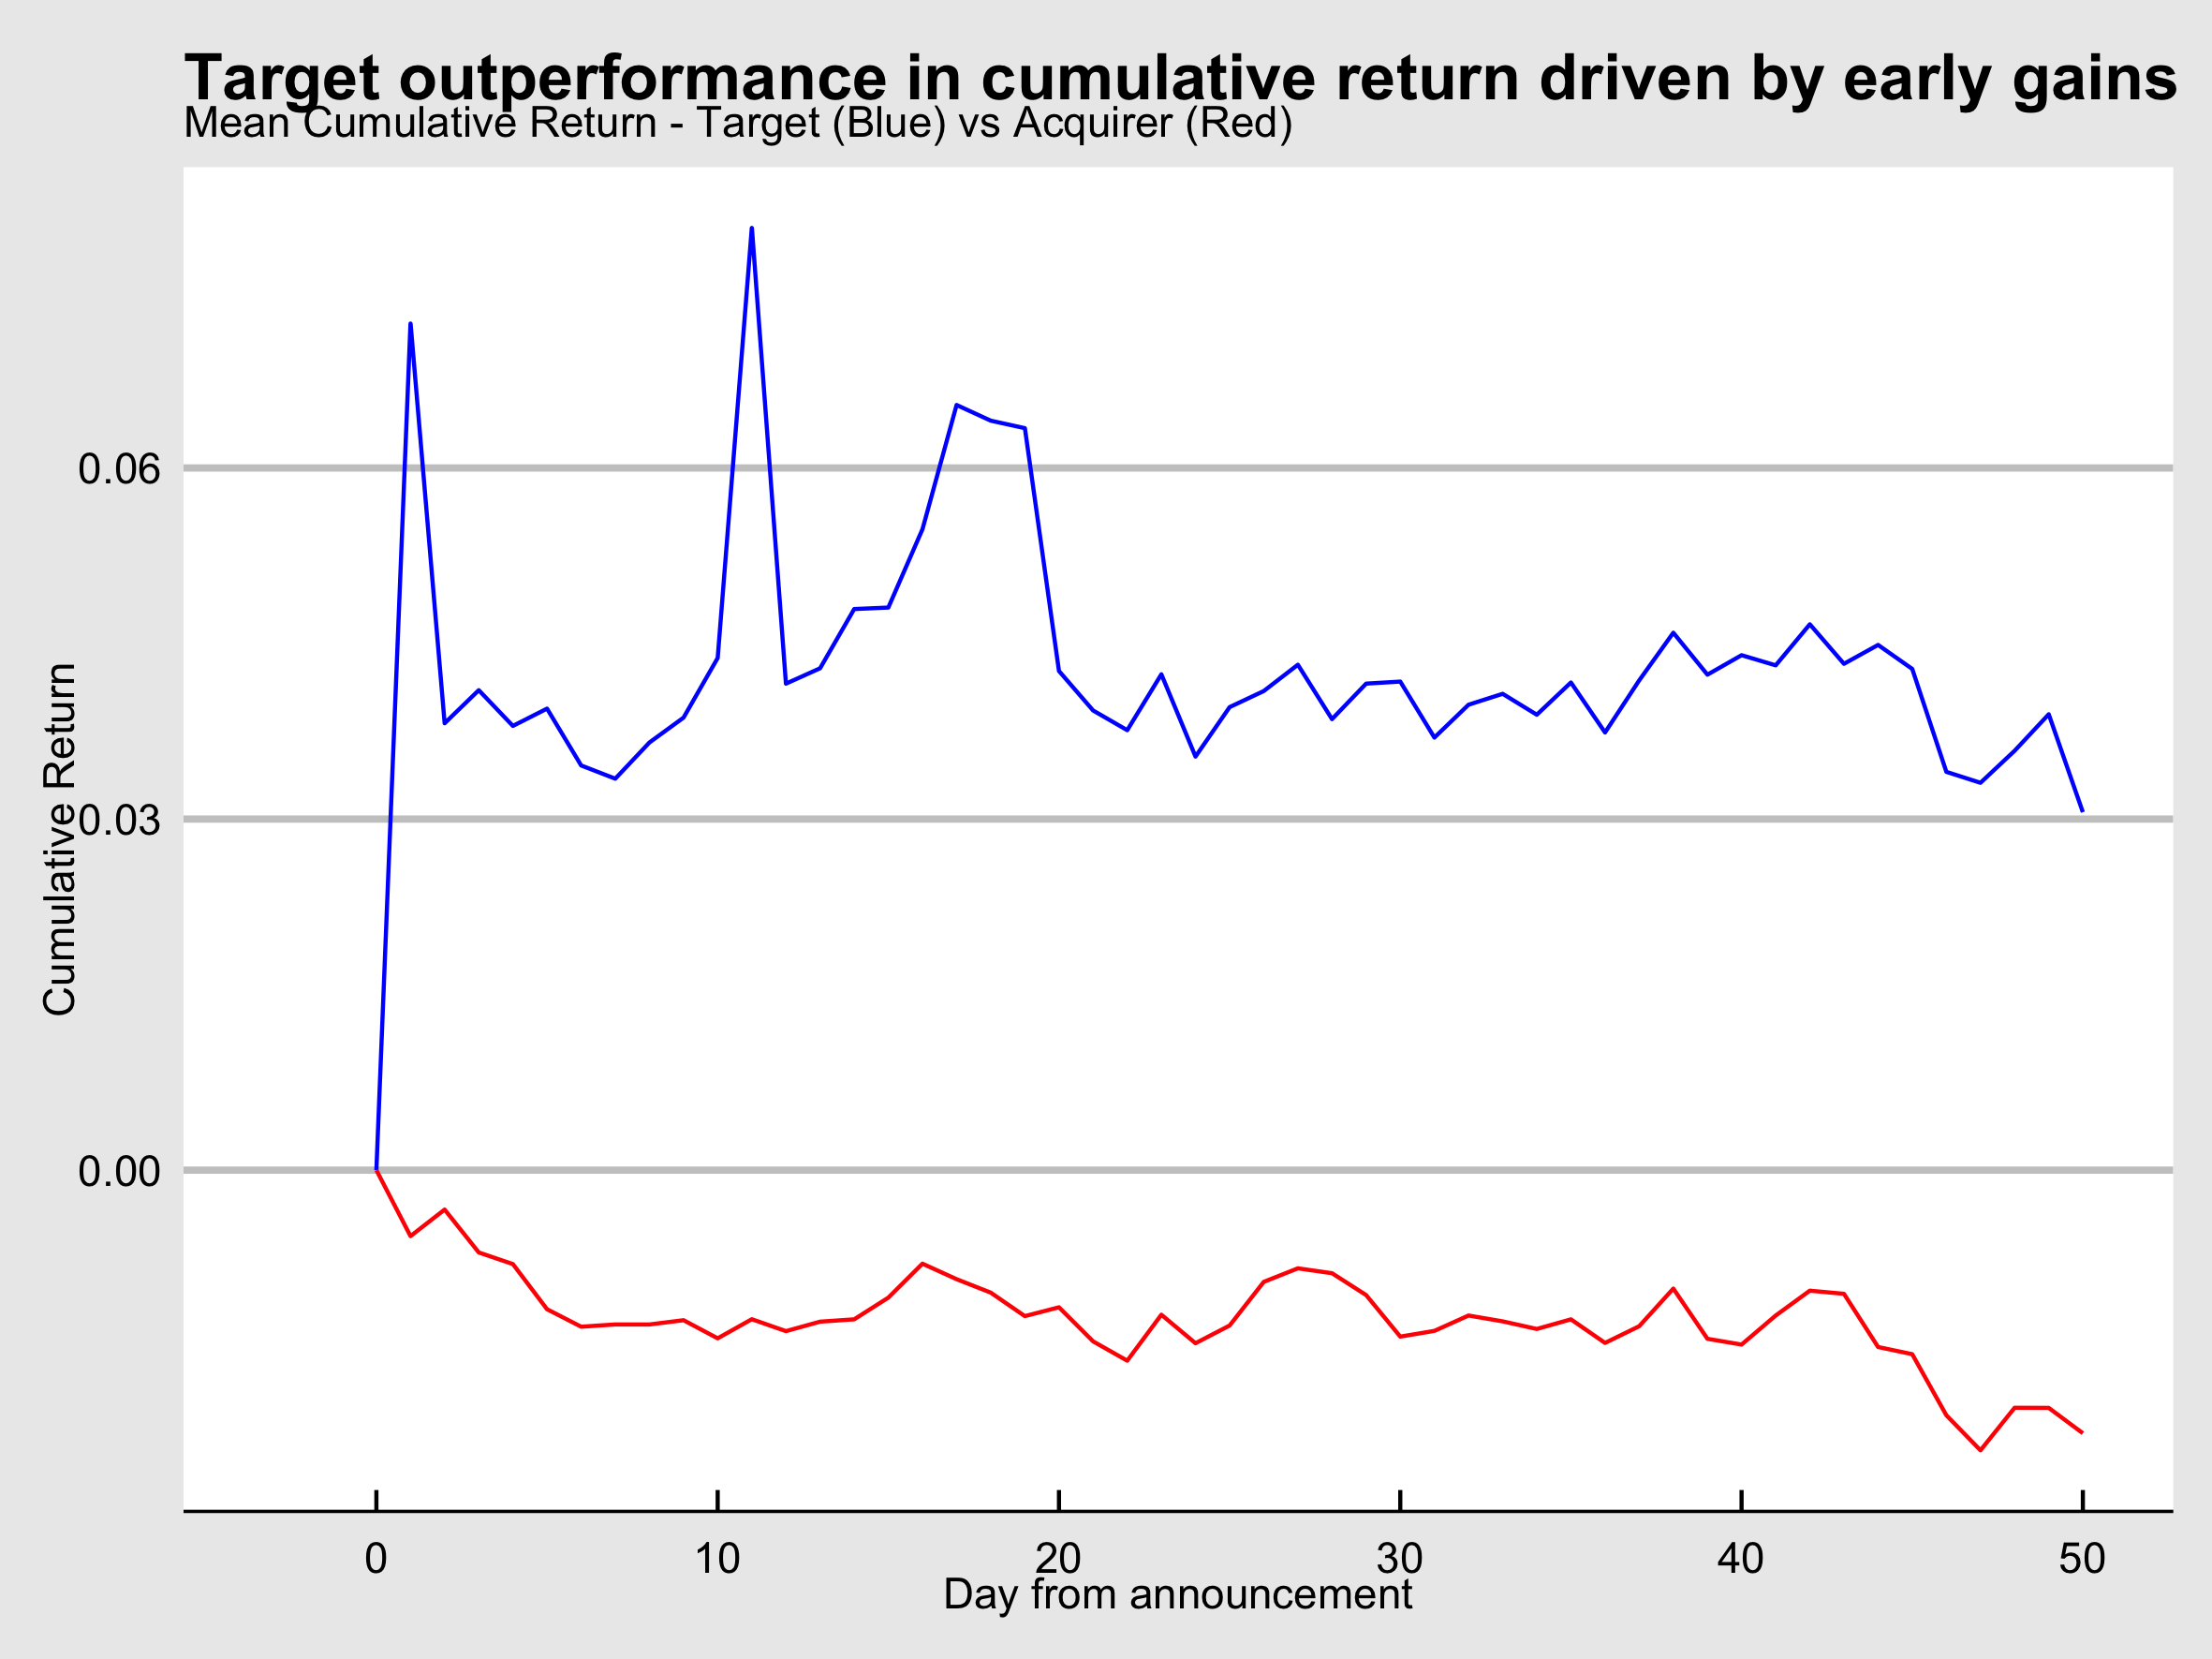 Target outperformance in cumulative return driven by early gains
Mean Cumulative Return - Target (Blue) vs Acquirer (Red)
Cumulative Return
0.06
0.03
0.00
0 10 20 30 40 50
Day from announcement